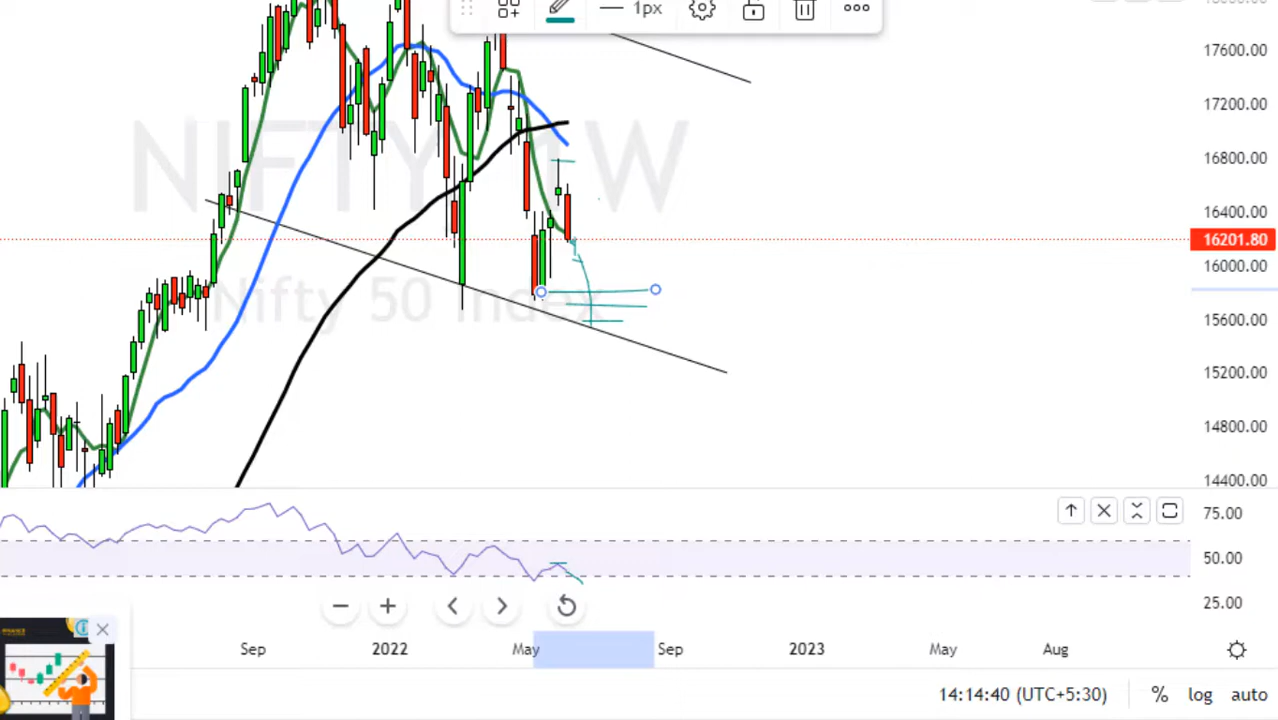 1px
17600.00
17200.00
16800.00
16400.00
16201.80
16000.00
15600.00
15200.00
14800.00
14400.00
NIFTY 1W
Nifty 50 Index
75.00
50.00
25.00
Sep
2022
May
Sep
2023
May
Aug
14:14:40 (UTC+5:30)
%
log
auto